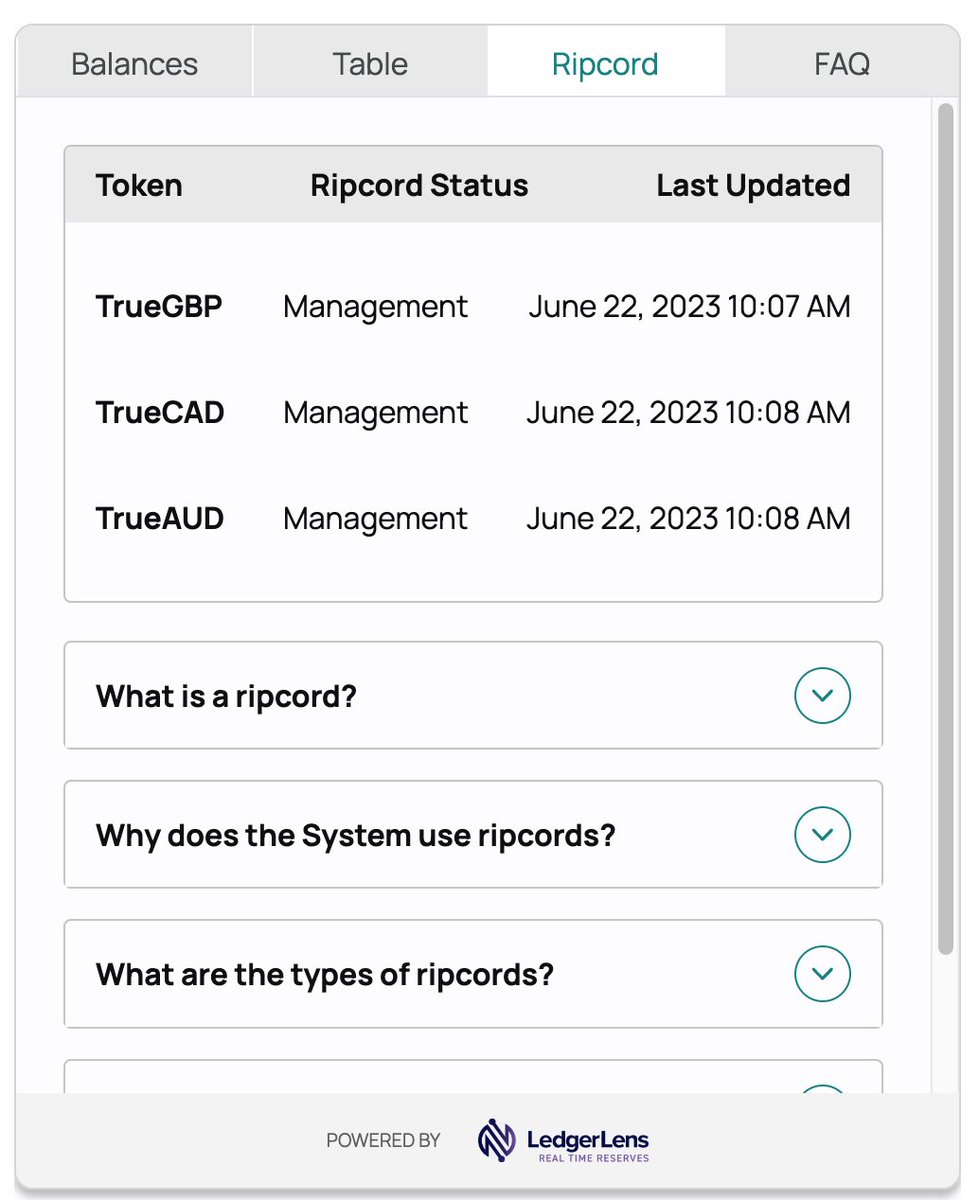 Balances Table Ripcord FAQ
Token Ripcord Status Last Updated
TrueGBP Management June 22, 2023 10:07 AM
TrueCAD Management June 22, 2023 10:08 AM
TrueAUD Management June 22, 2023 10:08 AM
What is a ripcord?
Why does the System use ripcords?
What are the types of ripcords?
POWERED BY LedgerLens
REAL TIME RESERVES